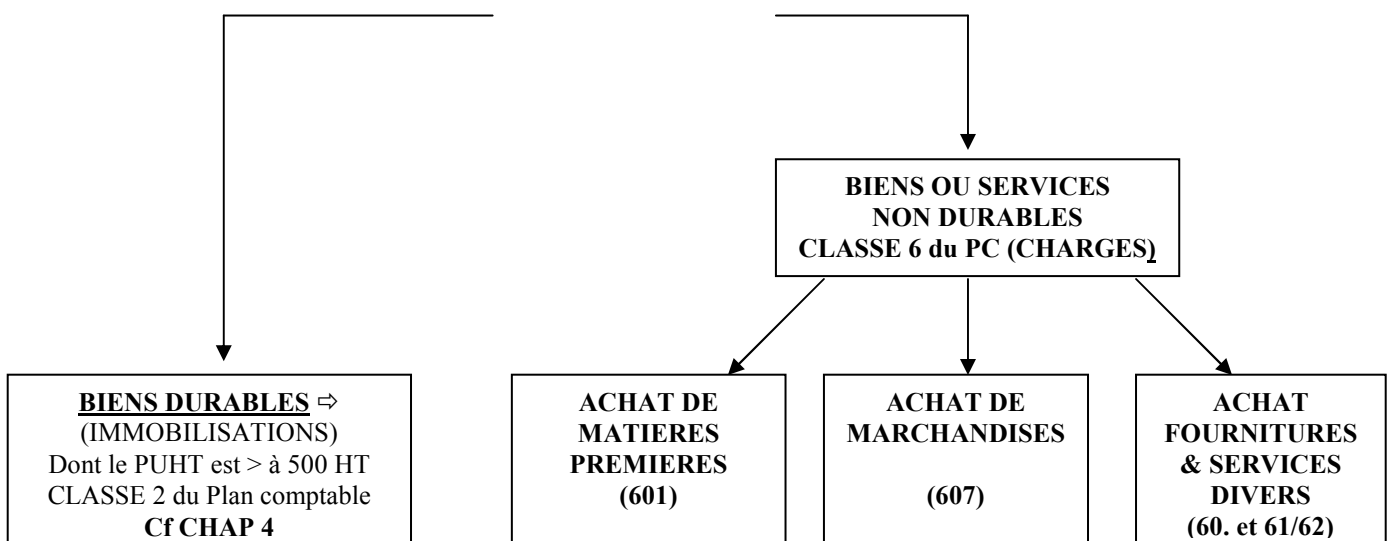 BIENS OU SERVICES
NON DURABLES
CLASSE 6 du PC (CHARGES)
BIENS DURABLES ⇨
(IMMOBILISATIONS)
Dont le PUHT est > à 500 HT
CLASSE 2 du Plan comptable
Cf CHAP 4
ACHAT DE
MATIERES
PREMIERES
(601)
ACHAT DE
MARCHANDISES
(607)
ACHAT
FOURNITURES
& SERVICES
DIVERS
(60. et 61/62)